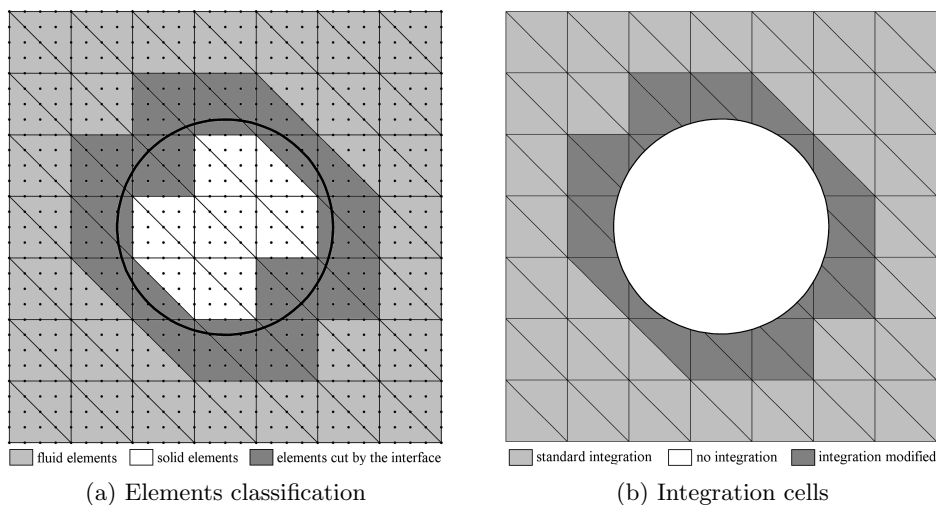 fluid elements
solid elements
elements cut by the interface
(a) Elements classification
standard integration
no integration
integration modified
(b) Integration cells